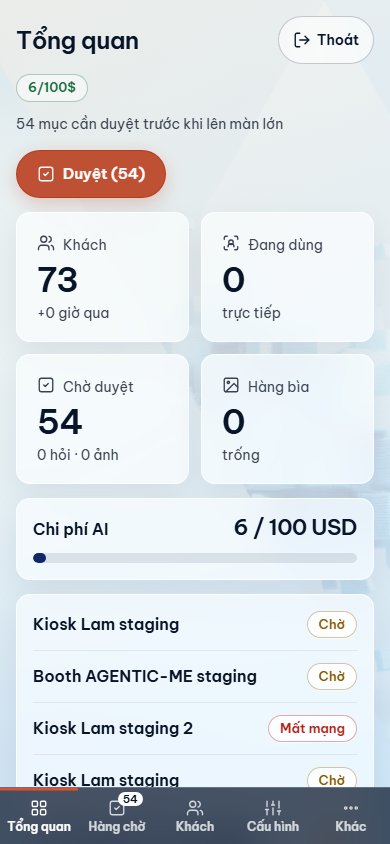 Tổng quan
Thoát
6/100$
54 mục cần duyệt trước khi lên màn lớn
Duyệt (54)
Khách
73
+0 giờ qua
Đang dùng
0
trực tiếp
Chờ duyệt
54
0 hỏi · 0 ảnh
Hàng bìa
0
trống
Chi phí AI
6 / 100 USD
Kiosk Lam staging
Chờ
Booth AGENTIC-ME staging
Chờ
Kiosk Lam staging 2
Mất mạng
Kiosk Lam staging
Chờ
54
Tổng quan
Hàng chờ
Khách
Cấu hình
Khác